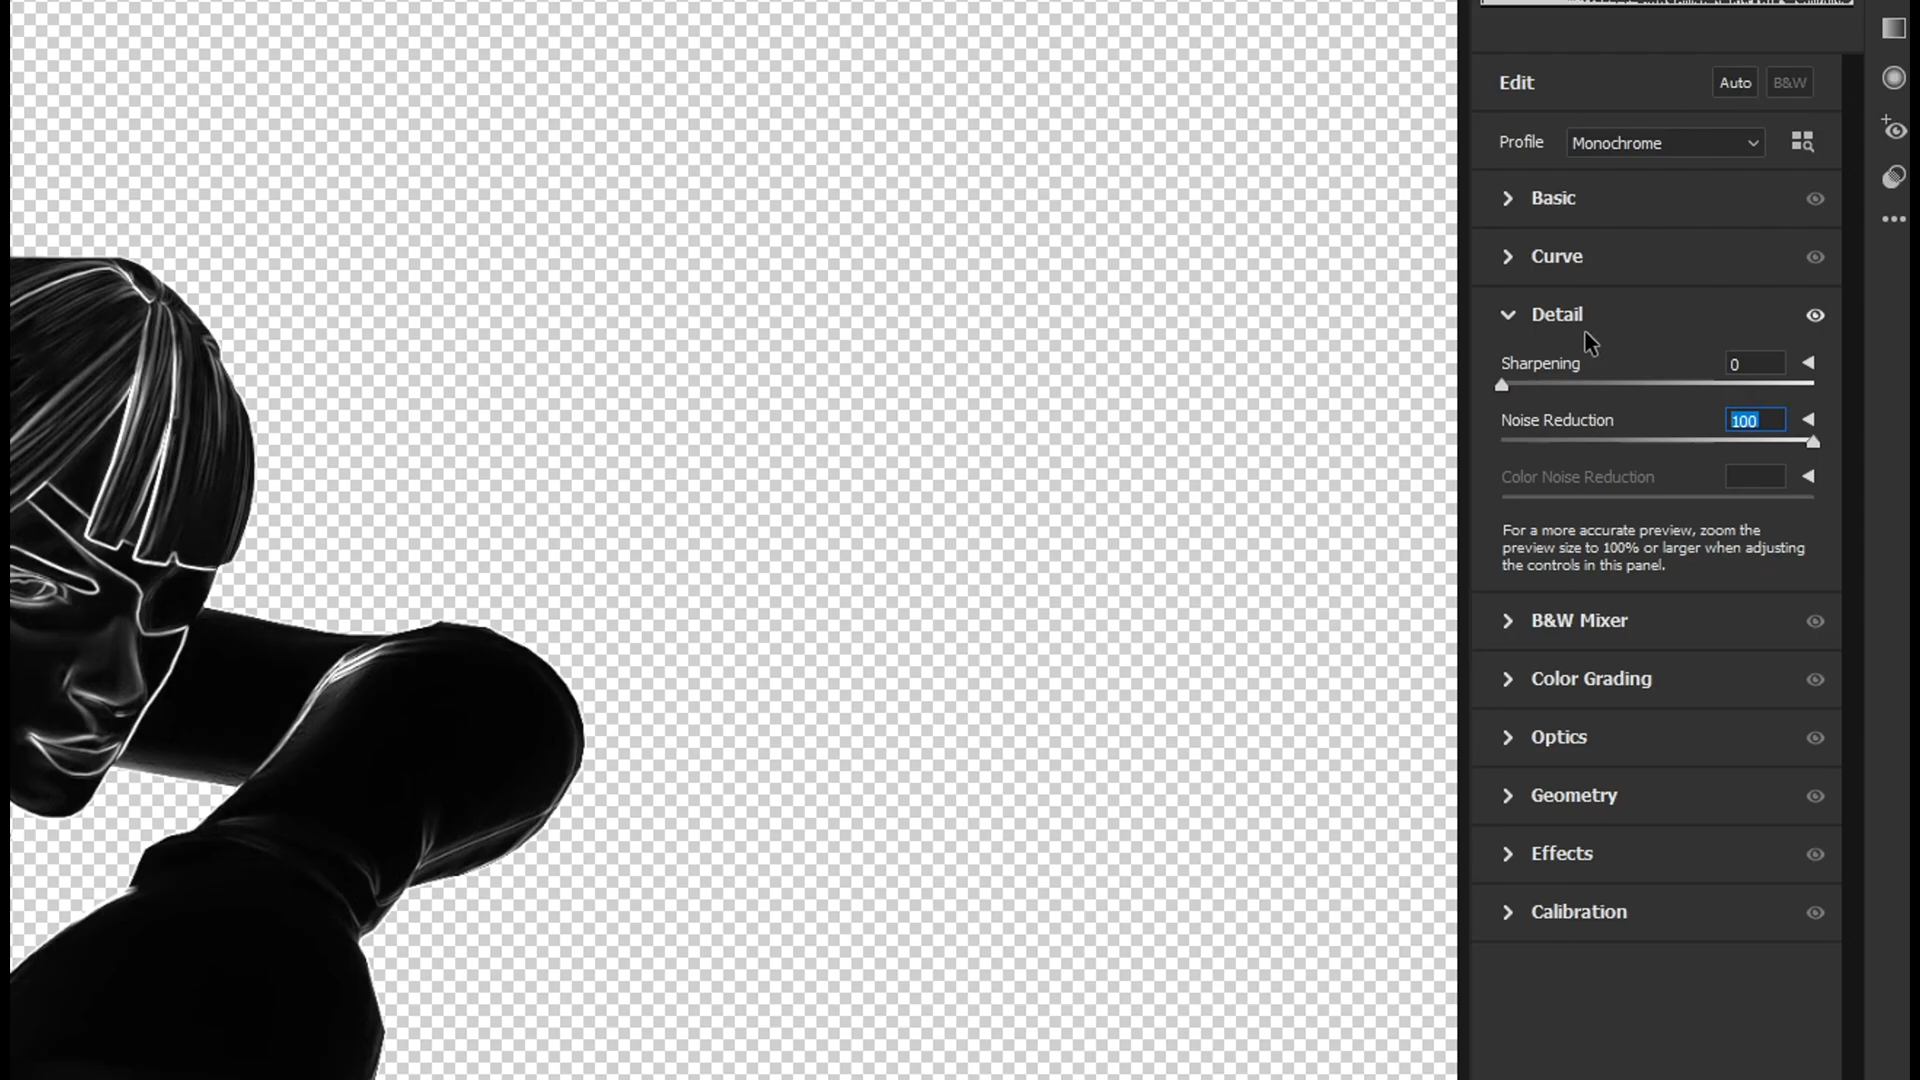 Edit
Auto
B&W
Profile
Monochrome
Basic
Curve
Detail
Sharpening
0
Noise Reduction
100
Color Noise Reduction
For a more accurate preview, zoom the
preview size to 100% or larger when adjusting
the controls in this panel.
B&W Mixer
Color Grading
Optics
Geometry
Effects
Calibration